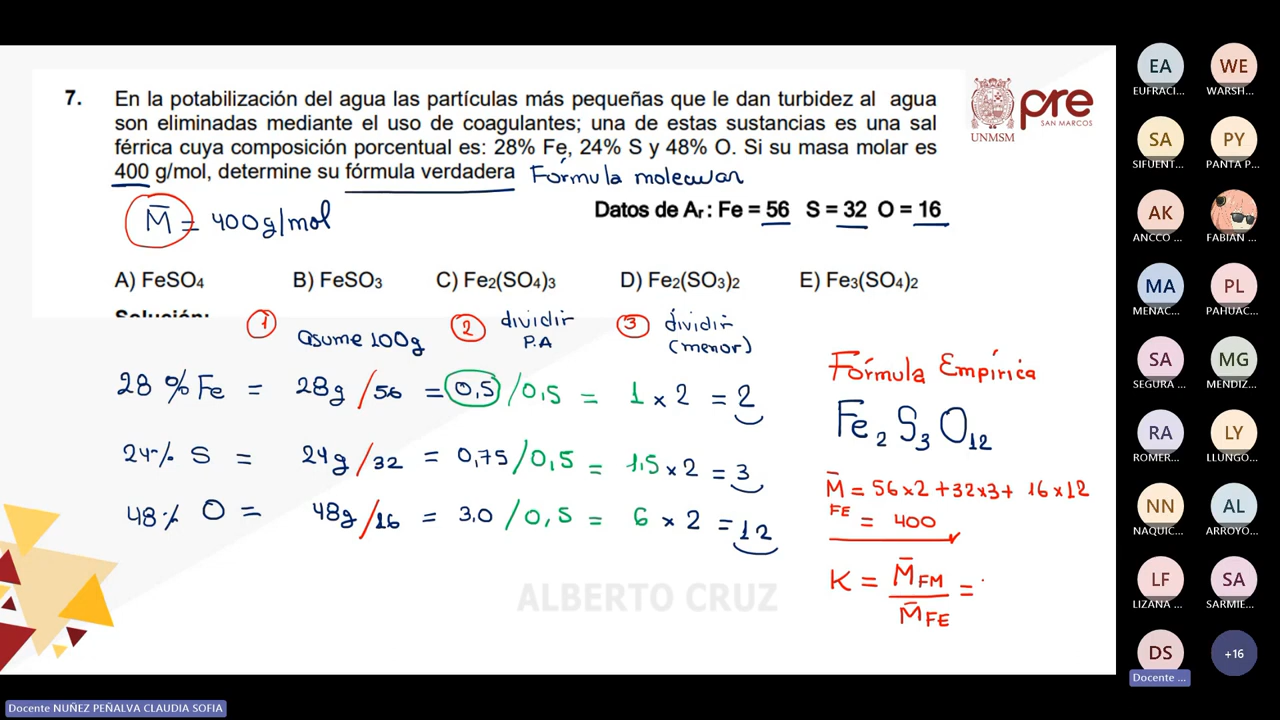 7. En la potabilización del agua las partículas más pequeñas que le dan turbidez al agua
son eliminadas mediante el uso de coagulantes; una de estas sustancias es una sal
férrica cuya composición porcentual es: 28% Fe, 24% S y 48% O. Si su masa molar es
400 g/mol, determine su fórmula verdadera Fórmula molecular
UNMSM
pre
SAN MARCOS
M̄ = 400g/mol
Datos de Aᵣ : Fe = 56 S = 32 O = 16
A) FeSO₄ B) FeSO₃ C) Fe₂(SO₄)₃ D) Fe₂(SO₃)₂ E) Fe₃(SO₄)₂
Solución:
① asume 100g ② dividir P.A ③ dividir (menor)
28 % Fe = 28g /56 = 0,5 /0,5 = 1 x 2 = 2
24% S = 24g /32 = 0,75 /0,5 = 1,5 x 2 = 3
48% O = 48g /16 = 3,0 /0,5 = 6 x 2 = 12
Fórmula Empírica
Fe₂S₃O₁₂
M̄ FE = 56x2 + 32x3 + 16x12
= 400
K = M̄ FM / M̄ FE =
ALBERTO CRUZ
EA WE
EUFRACI... WARSH...
SA PY
SIFUENT... PANTA P...
AK
ANCCO ... FABIAN ...
MA PL
MENAC... PAHUAC...
SA MG
SEGURA ... MENDIZ...
RA LY
ROMER... LLUNGO...
NN AL
NAQUIC... ARROYO...
LF SA
LIZANA ... SARMIE...
DS +16
Docente ...
Docente NUÑEZ PEÑALVA CLAUDIA SOFIA